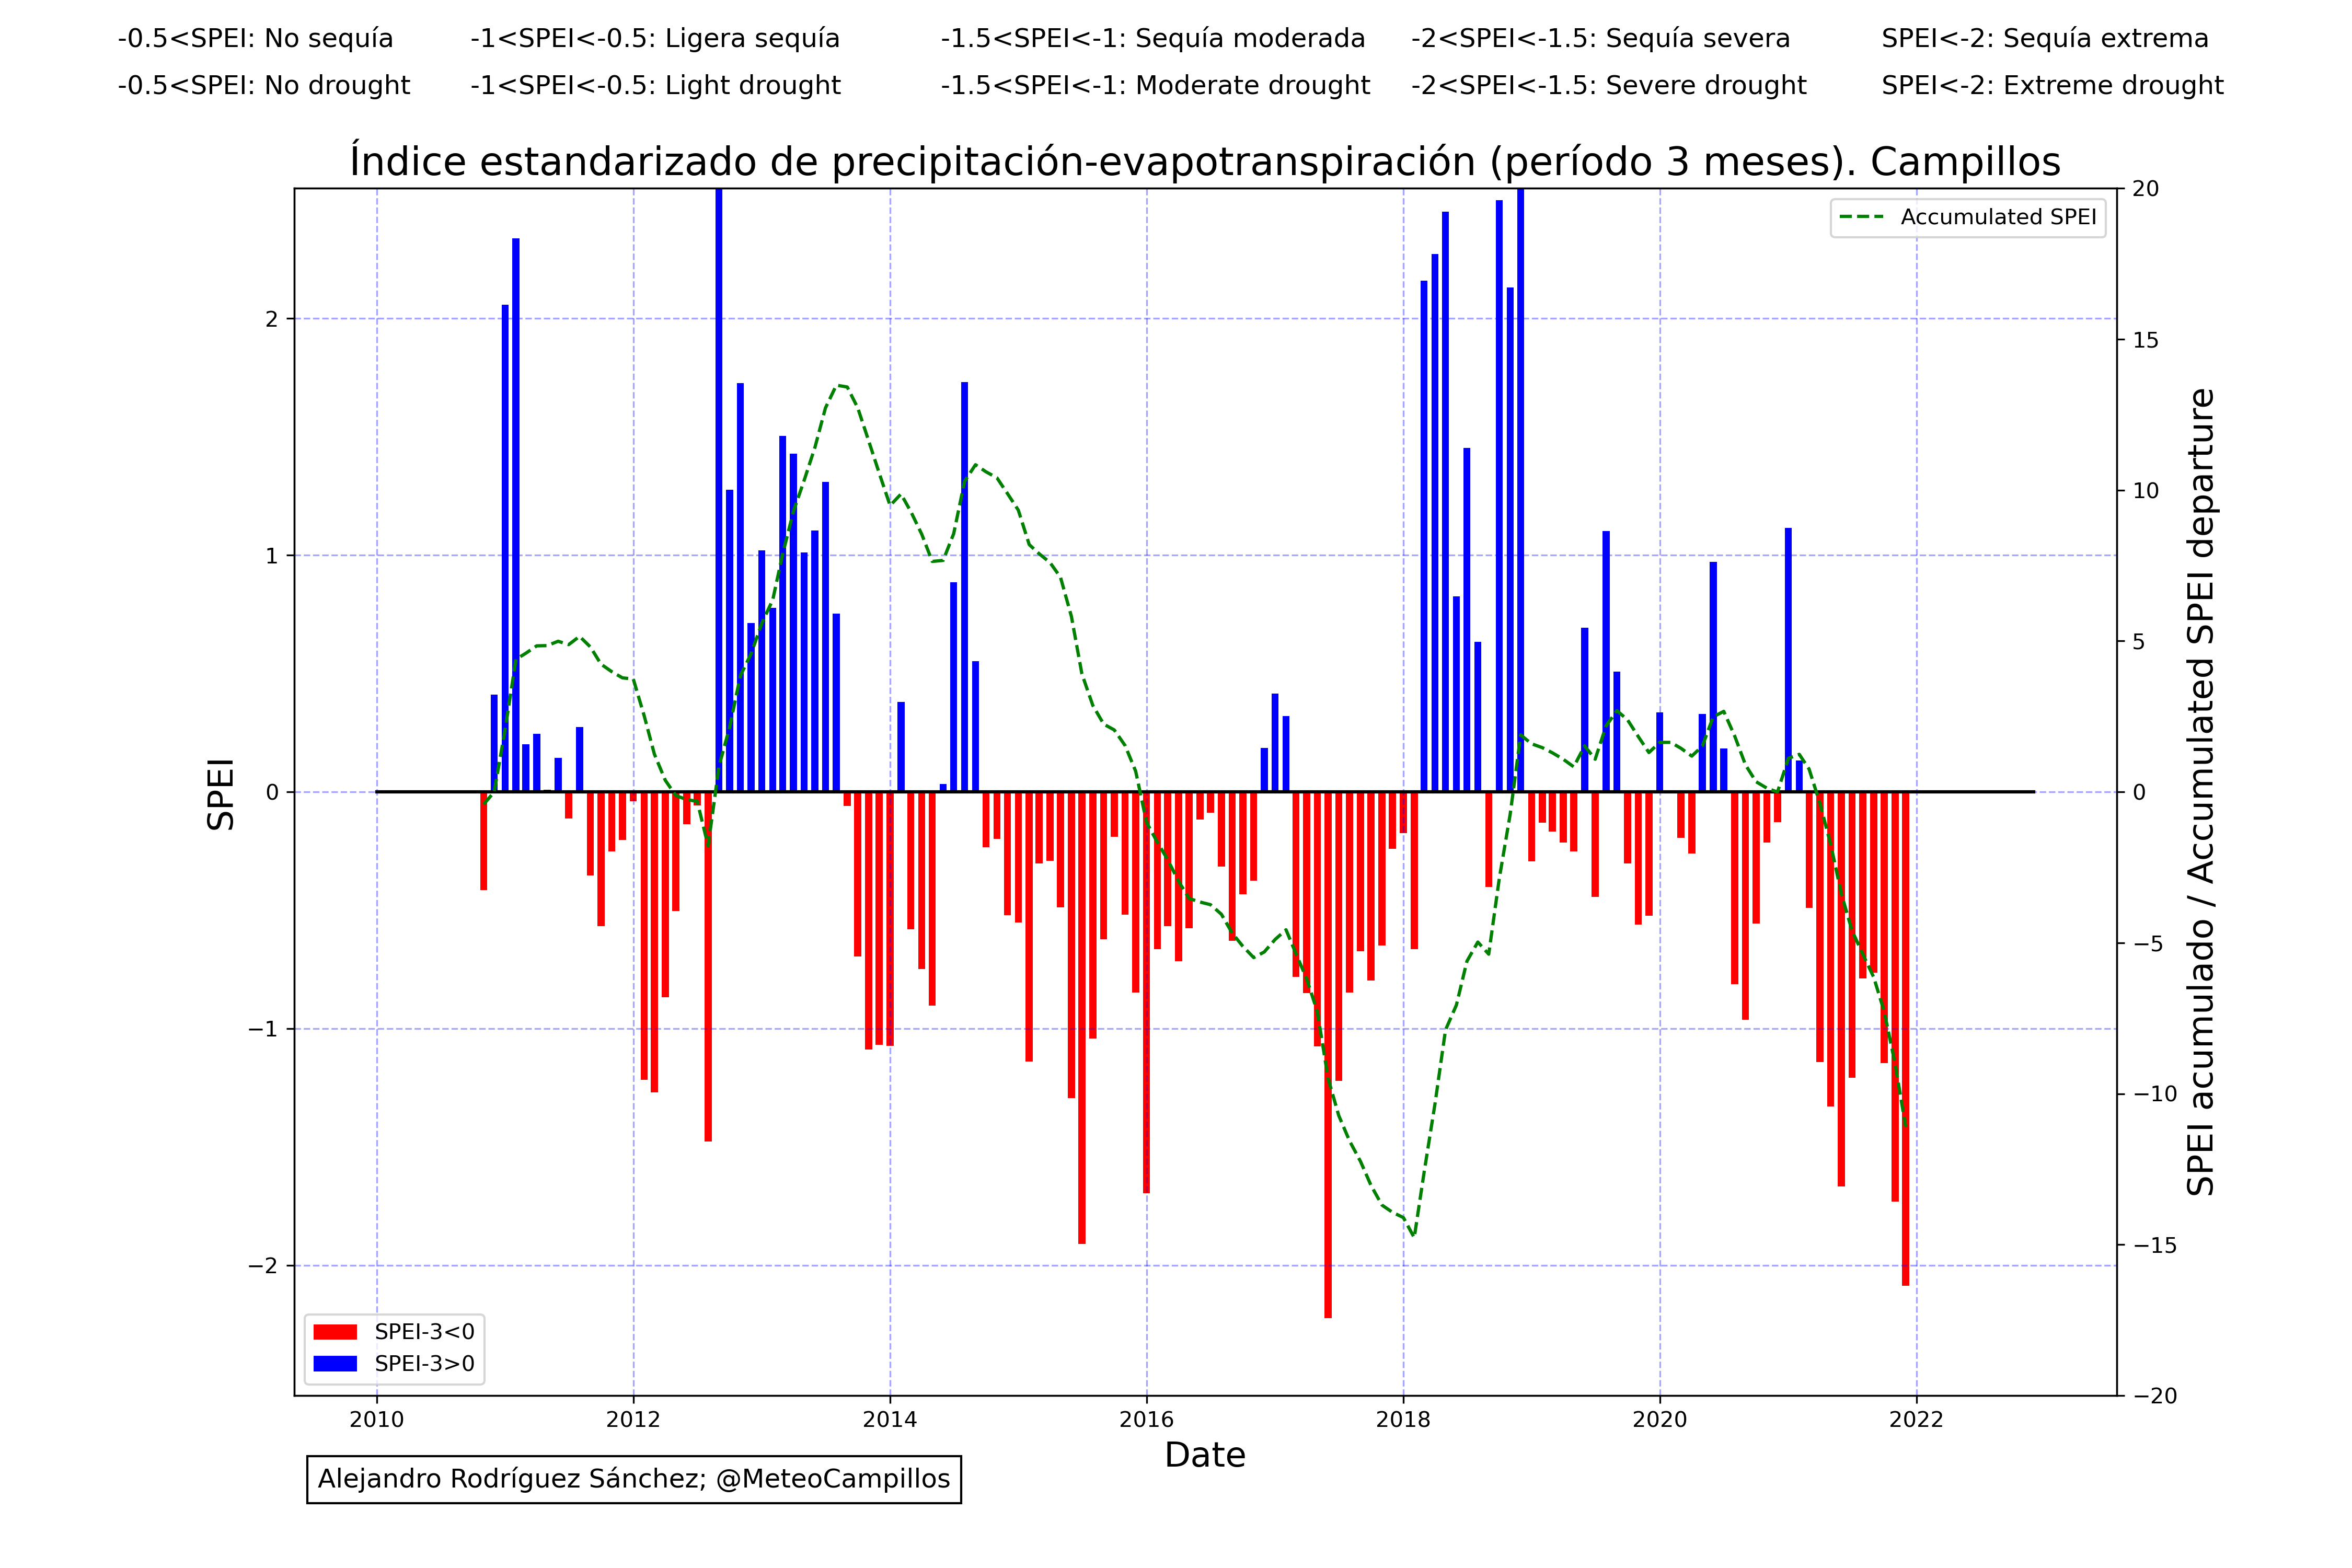 -0.5<SPEI: No sequía -1<SPEI<-0.5: Ligera sequía -1.5<SPEI<-1: Sequía moderada -2<SPEI<-1.5: Sequía severa SPEI<-2: Sequía extrema
-0.5<SPEI: No drought -1<SPEI<-0.5: Light drought -1.5<SPEI<-1: Moderate drought -2<SPEI<-1.5: Severe drought SPEI<-2: Extreme drought
Índice estandarizado de precipitación-evapotranspiración (período 3 meses). Campillos
Accumulated SPEI
SPEI
2
1
0
−1
−2
20
15
10
5
0
−5
−10
−15
−20
SPEI acumulado / Accumulated SPEI departure
SPEI-3<0
SPEI-3>0
2010 2012 2014 2016 2018 2020 2022
Date
Alejandro Rodríguez Sánchez; @MeteoCampillos